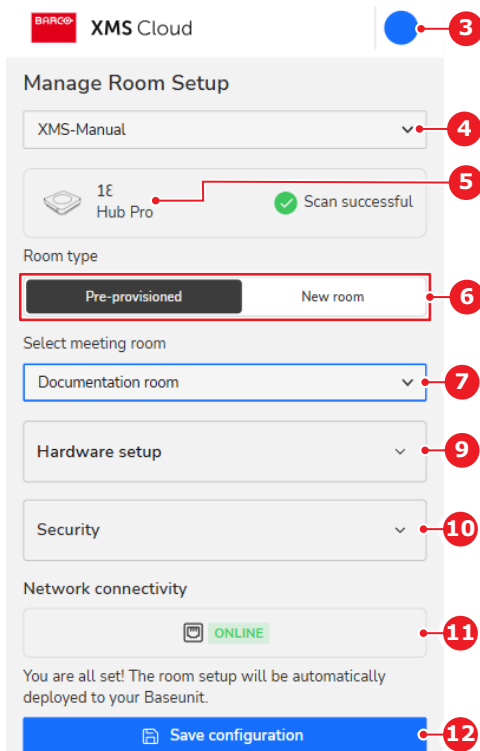 BARCO
XMS Cloud
3
Manage Room Setup
XMS-Manual
4
18
5
Hub Pro
Scan successful
Room type
Pre-provisioned
New room
6
Select meeting room
Documentation room
7
Hardware setup
9
Security
10
Network connectivity
ONLINE
11
You are all set! The room setup will be automatically
deployed to your Baseunit.
Save configuration
12